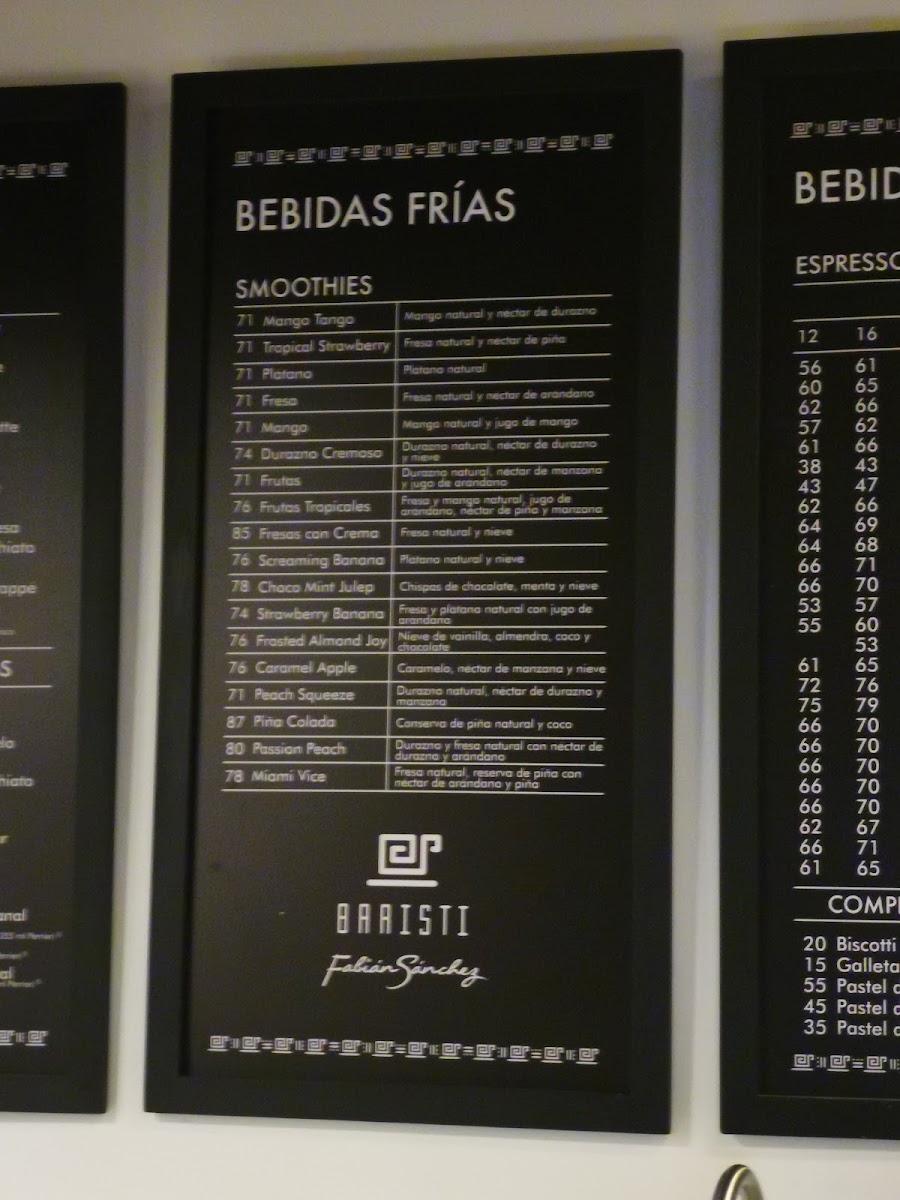 BEBIDAS FRÍAS
SMOOTHIES
71 Mango Tango Mango natural y néctar de durazno
71 Tropical Strawberry Fresa natural y néctar de piña
71 Platano Platano natural
71 Fresa Fresa natural y néctar de arándano
71 Mango Mango natural y jugo de mango
74 Durazno Cremoso Durazno natural, néctar de durazno
y nieve
71 Frutas Durazno natural, néctar de manzana
y jugo de arándano
76 Frutas Tropicales Fresa y mango natural, jugo de
arándano, néctar de piña y manzana
85 Fresas con Crema Fresa natural y nieve
76 Screaming Banana Platano natural y nieve
78 Choco Mint Julep Chispas de chocolate, menta y nieve
74 Strawberry Banana Fresa y platano natural con jugo de
arandano
76 Frosted Almond Joy Nieve de vainilla, almendra, coco y
chocolate
76 Caramel Apple Caramelo, néctar de manzana y nieve
71 Peach Squeeze Durazno natural, néctar de durazno y
manzana
87 Piña Colada Conserva de piña natural y coco
80 Passion Peach Durazno y fresa natural con néctar de
durazno y arándano
78 Miami Vice Fresa natural, reserva de piña con
néctar de arándano y piña
BARISTI
Fabián Sánchez
BEBID
ESPRESSO
12 16
56 61
60 65
62 66
57 62
61 66
38 43
43 47
62 66
64 69
64 68
66 71
66 70
53 57
55 60
53
61 65
72 76
75 79
66 70
66 70
66 70
66 70
66 70
62 67
66 71
61 65
COMP
20 Biscotti
15 Galleta
55 Pastel
45 Pastel
35 Pastel